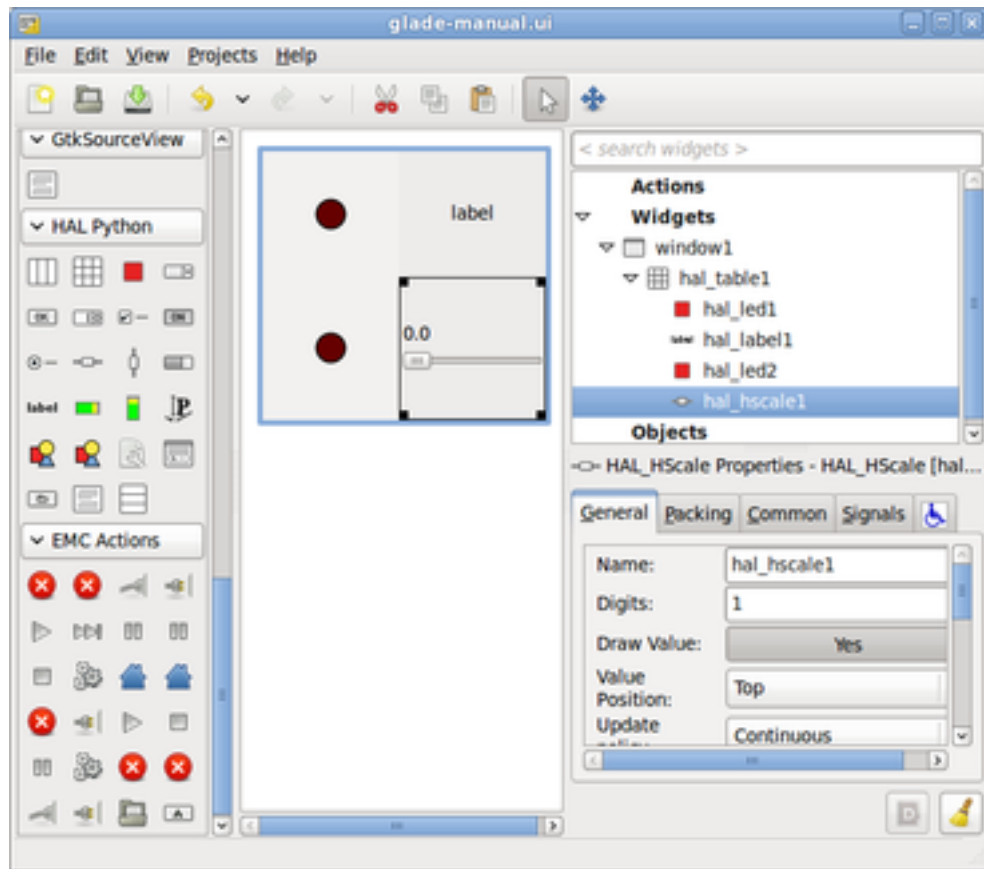 glade-manual.ui
File Edit View Projects Help
GtkSourceView
HAL Python
label
EMC Actions
label
0.0
< search widgets >
Actions
Widgets
window1
hal_table1
hal_led1
hal_label1
hal_led2
hal_hscale1
Objects
HAL_HScale Properties - HAL_HScale [hal...
General Packing Common Signals
Name: hal_hscale1
Digits: 1
Draw Value: Yes
Value
Position: Top
Update
Continuous